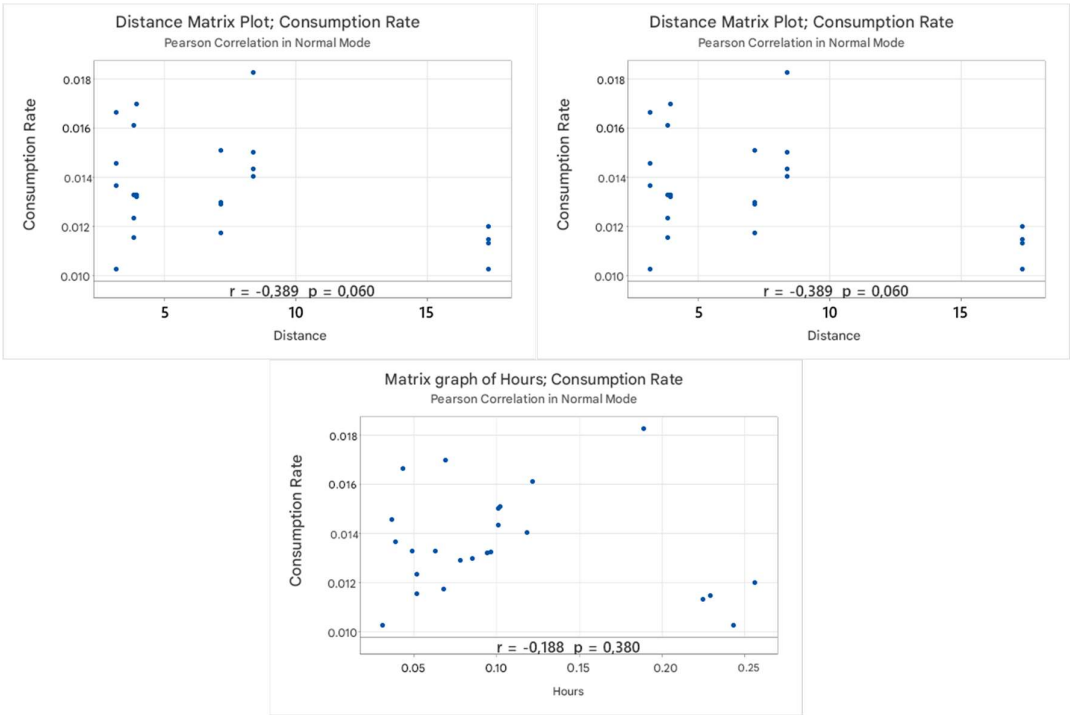 Distance Matrix Plot; Consumption Rate
Pearson Correlation in Normal Mode
Consumption Rate
0.018
0.016
0.014
0.012
0.010
r = -0,389 p = 0,060
5 10 15
Distance
Distance Matrix Plot; Consumption Rate
Pearson Correlation in Normal Mode
Consumption Rate
0.018
0.016
0.014
0.012
0.010
r = -0,389 p = 0,060
5 10 15
Distance
Matrix graph of Hours; Consumption Rate
Pearson Correlation in Normal Mode
Consumption Rate
0.018
0.016
0.014
0.012
0.010
r = -0,188 p = 0,380
0.05 0.10 0.15 0.20 0.25
Hours